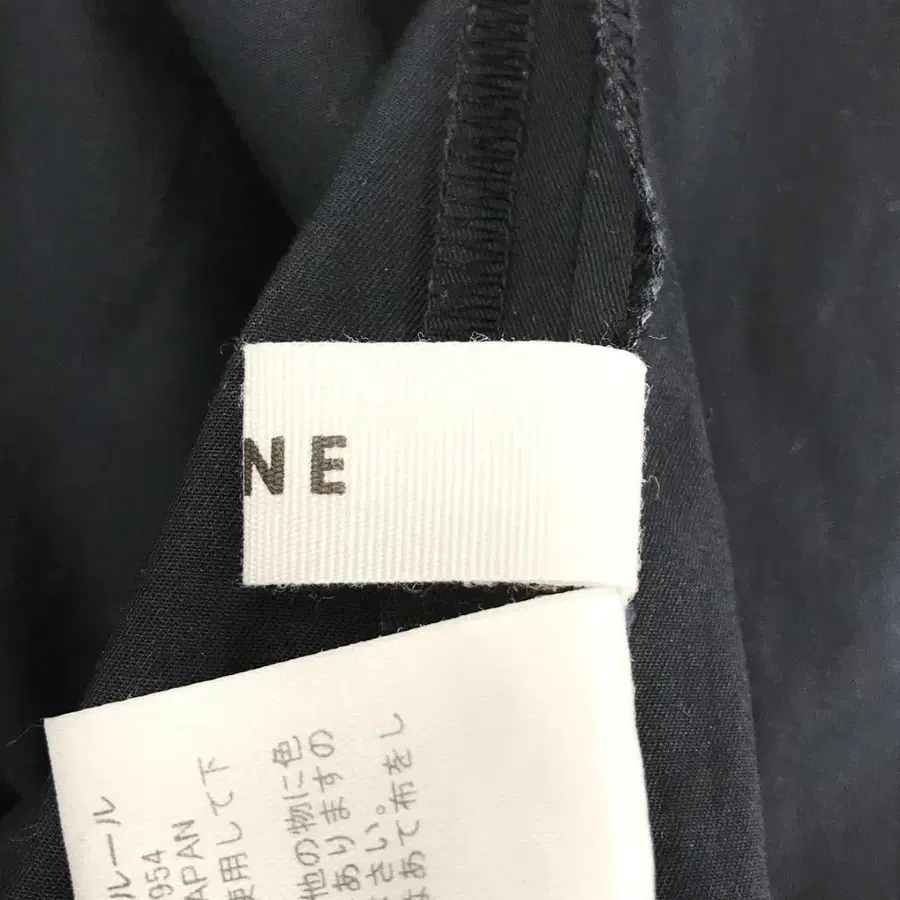 NE
ルール
954
APAN
使用して下
他の物に色
ありますの
さい。
あて布をし